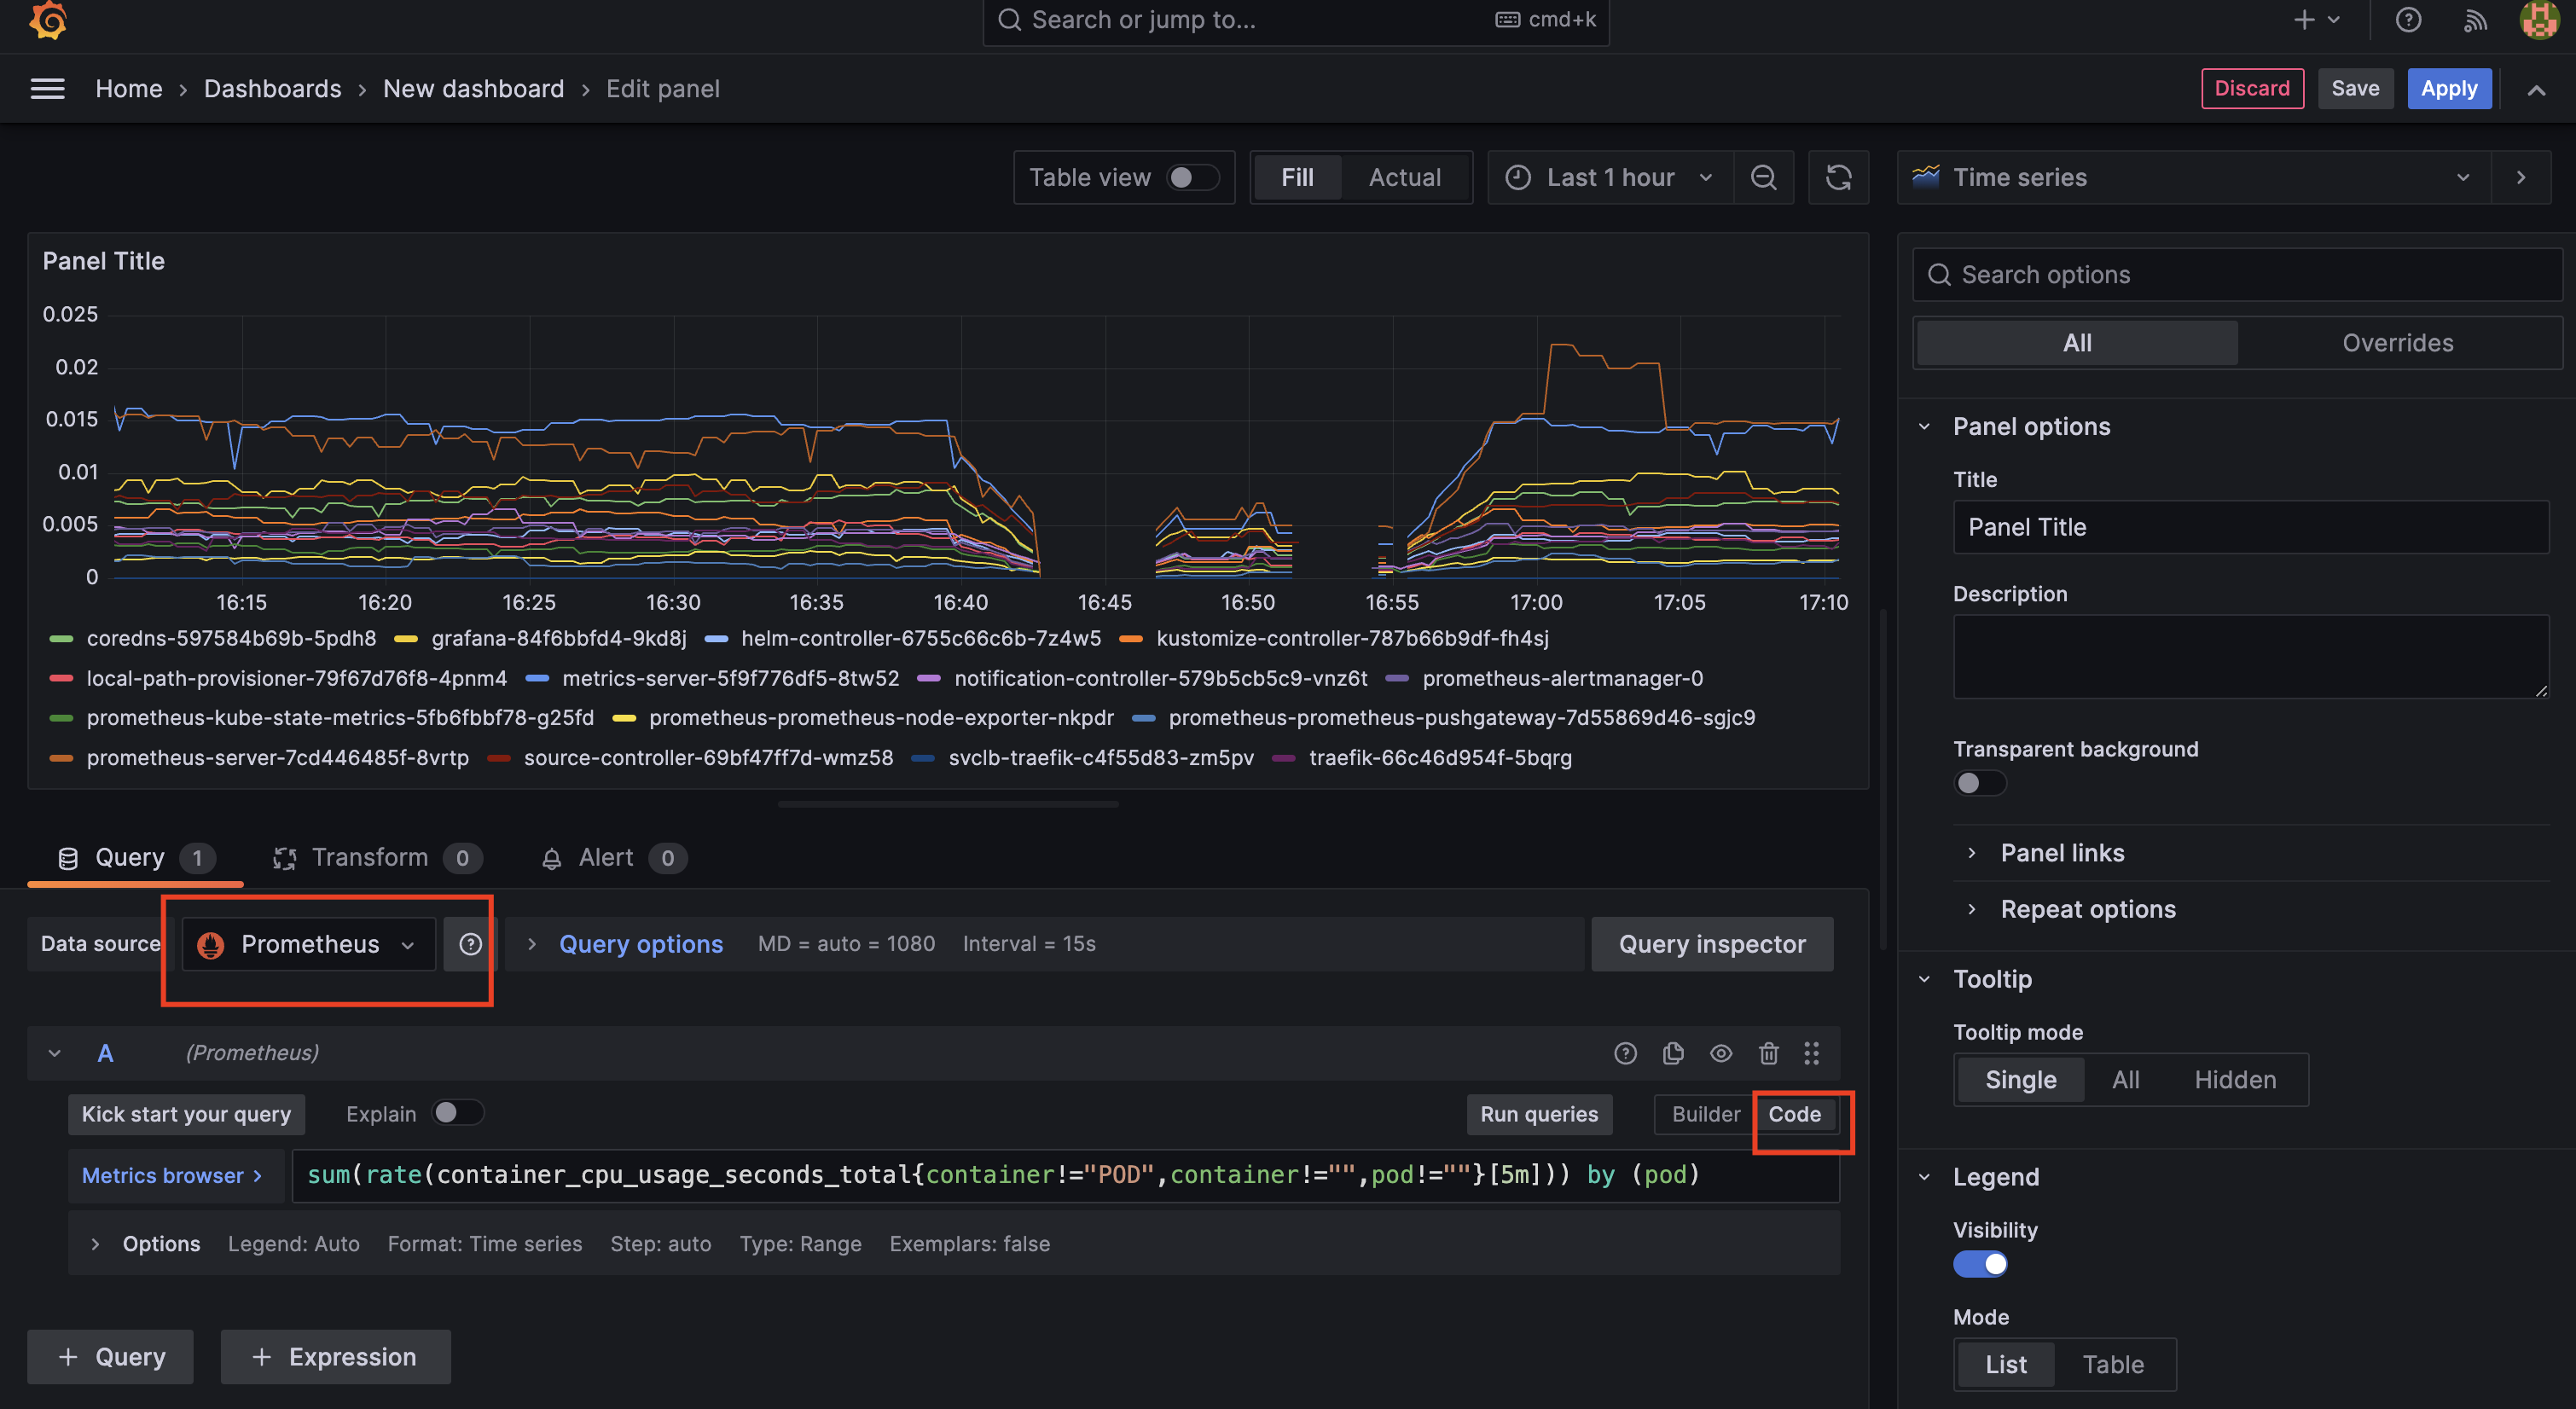 Search or jump to... cmd+k
Home › Dashboards › New dashboard › Edit panel
Discard Save Apply
Table view Fill Actual Last 1 hour Time series
Panel Title
0.025
0.02
0.015
0.01
0.005
0
16:15 16:20 16:25 16:30 16:35 16:40 16:45 16:50 16:55 17:00 17:05 17:10
coredns-597584b69b-5pdh8 grafana-84f6bbfd4-9kd8j helm-controller-6755c66c6b-7z4w5 kustomize-controller-787b66b9df-fh4sj
local-path-provisioner-79f67d76f8-4pnm4 metrics-server-5f9f776df5-8tw52 notification-controller-579b5cb5c9-vnz6t prometheus-alertmanager-0
prometheus-kube-state-metrics-5fb6fbbf78-g25fd prometheus-prometheus-node-exporter-nkpdr prometheus-prometheus-pushgateway-7d55869d46-sgjc9
prometheus-server-7cd446485f-8vrtp source-controller-69bf47ff7d-wmz58 svclb-traefik-c4f55d83-zm5pv traefik-66c46d954f-5bqrg
Query 1 Transform 0 Alert 0
Data source Prometheus Query options MD = auto = 1080 Interval = 15s Query inspector
A (Prometheus)
Kick start your query Explain Run queries Builder Code
Metrics browser > sum(rate(container_cpu_usage_seconds_total{container!="POD",container!="",pod!=""}[5m])) by (pod)
Options Legend: Auto Format: Time series Step: auto Type: Range Exemplars: false
+ Query + Expression
Search options
All Overrides
Panel options
Title
Panel Title
Description
Transparent background
Panel links
Repeat options
Tooltip
Tooltip mode
Single All Hidden
Legend
Visibility
Mode
List Table